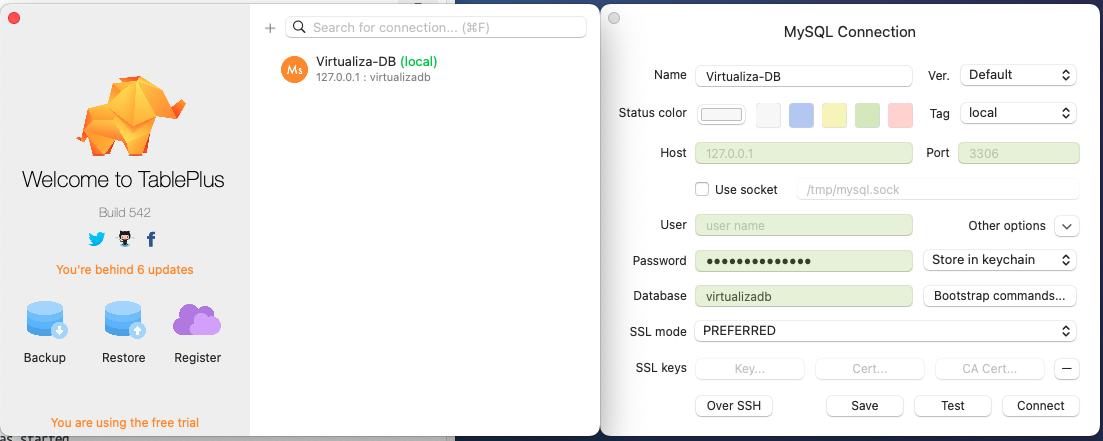 Search for connection... (⌘F)
Ms
Virtualiza-DB (local)
127.0.0.1 : virtualizadb
Welcome to TablePlus
Build 542
You're behind 6 updates
Backup
Restore
Register
You are using the free trial
as started
MySQL Connection
Name Virtualiza-DB Ver. Default
Status color Tag local
Host 127.0.0.1 Port 3306
Use socket /tmp/mysql.sock
User user name Other options
Password ●●●●●●●●●●●●●● Store in keychain
Database virtualizadb Bootstrap commands...
SSL mode PREFERRED
SSL keys Key... Cert... CA Cert...
Over SSH Save Test Connect